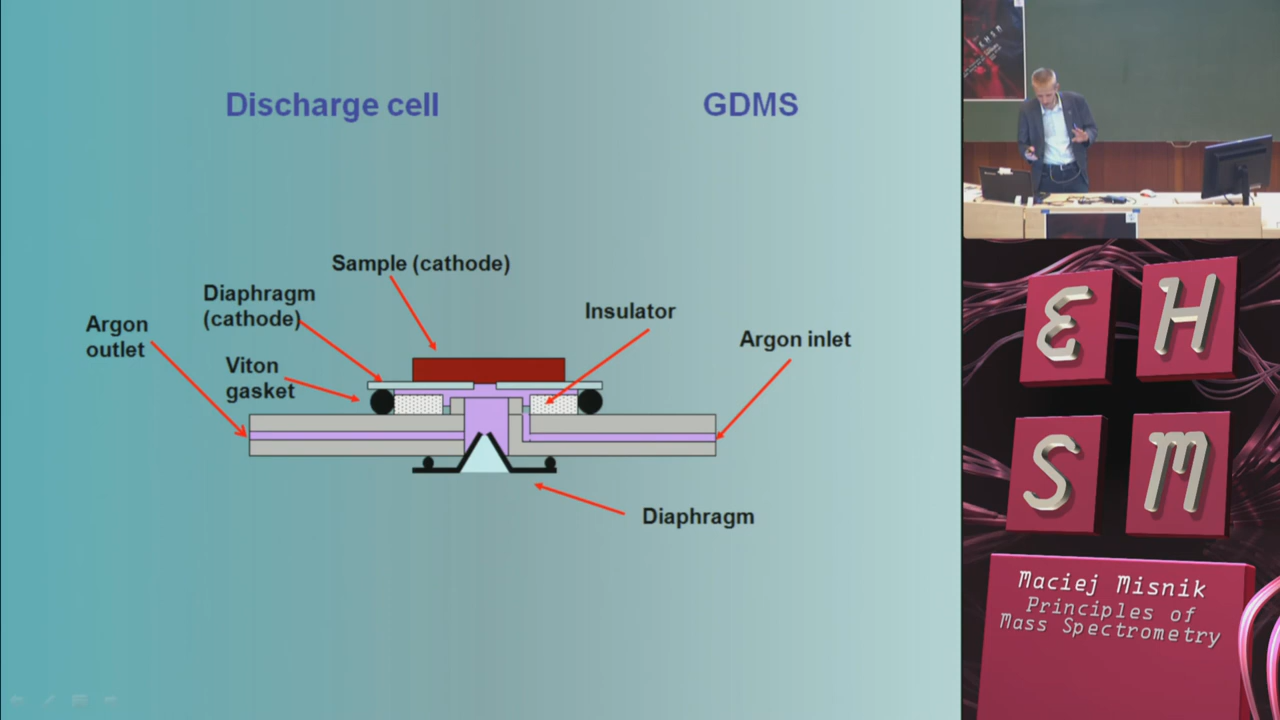 Discharge cell
GDMS
Sample (cathode)
Diaphragm
(cathode)
Insulator
Argon
outlet
Argon inlet
Viton
gasket
Diaphragm
E H
S M
Maciej Misnik
Principles of
Mass Spectrometry